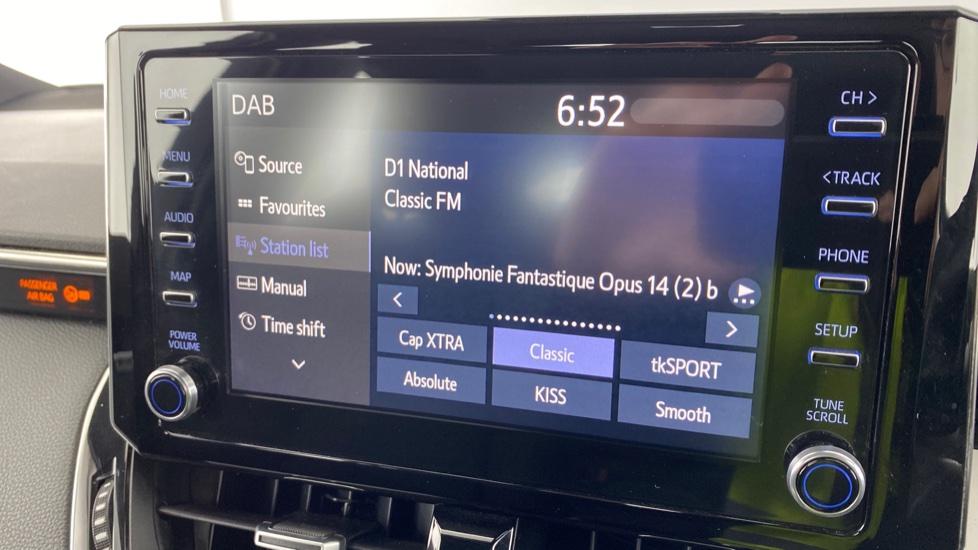 HOME
MENU
AUDIO
MAP
POWER
VOLUME
DAB
6:52
Source
Favourites
Station list
Manual
Time shift
D1 National
Classic FM
Now: Symphonie Fantastique Opus 14 (2) b
Cap XTRA
Classic
tkSPORT
Absolute
KISS
Smooth
CH >
< TRACK
PHONE
SETUP
TUNE
SCROLL
PASSENGER
AIR BAG